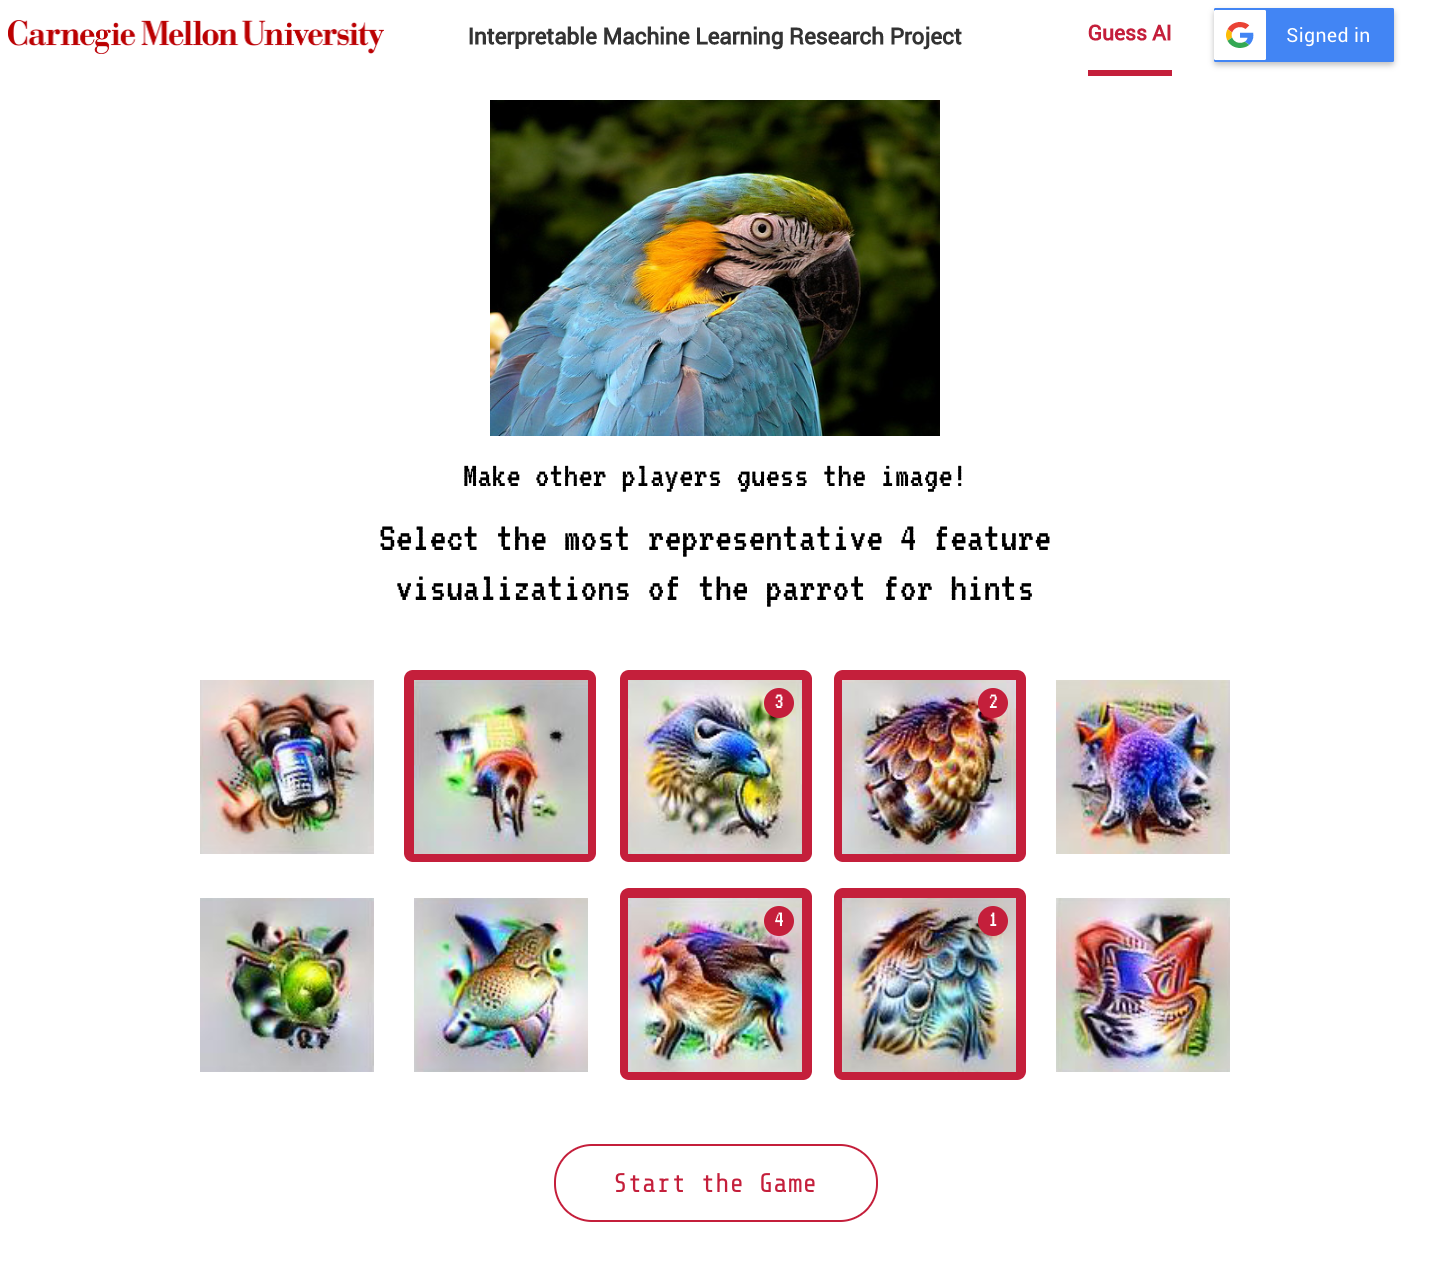 Carnegie Mellon University
Interpretable Machine Learning Research Project
Guess AI
Signed in
Make other players guess the image!
Select the most representative 4 feature
visualizations of the parrot for hints
3
2
4
1
Start the Game